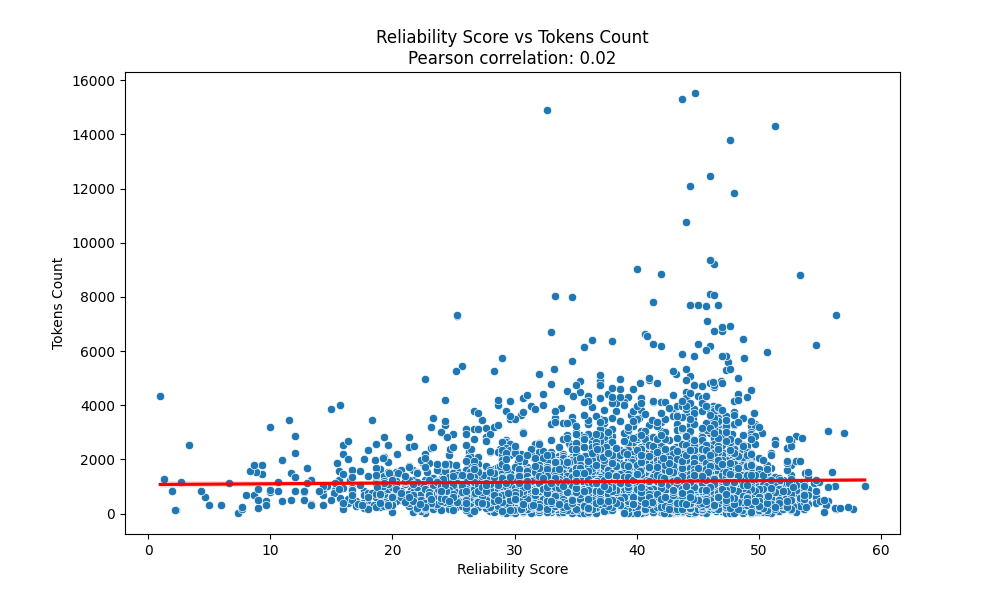 Reliability Score vs Tokens Count
Pearson correlation: 0.02
16000
14000
12000
10000
8000
6000
4000
2000
0
Tokens Count
0 10 20 30 40 50 60
Reliability Score